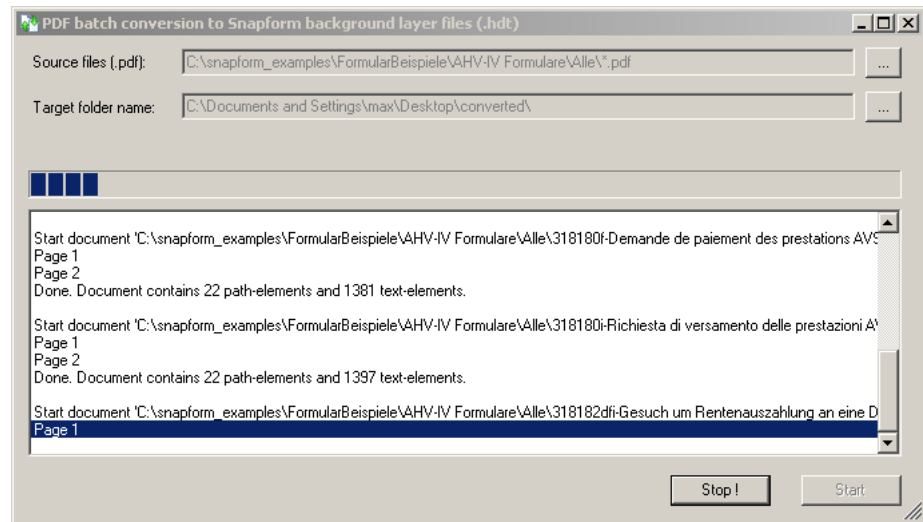 PDF batch conversion to Snapform background layer files (.hdt)
Source files (.pdf): C:\snapform_examples\FormularBeispiele\AHV-IV Formulare\Alle\*.pdf ...
Target folder name: C:\Documents and Settings\max\Desktop\converted\ ...
Start document 'C:\snapform_examples\FormularBeispiele\AHV-IV Formulare\Alle\318180f-Demande de paiement des prestations AVS
Page 1
Page 2
Done. Document contains 22 path-elements and 1381 text-elements.
Start document 'C:\snapform_examples\FormularBeispiele\AHV-IV Formulare\Alle\318180i-Richiesta di versamento delle prestazioni A
Page 1
Page 2
Done. Document contains 22 path-elements and 1397 text-elements.
Start document 'C:\snapform_examples\FormularBeispiele\AHV-IV Formulare\Alle\318182dfi-Gesuch um Rentenauszahlung an eine D
Page 1
Stop ! Start